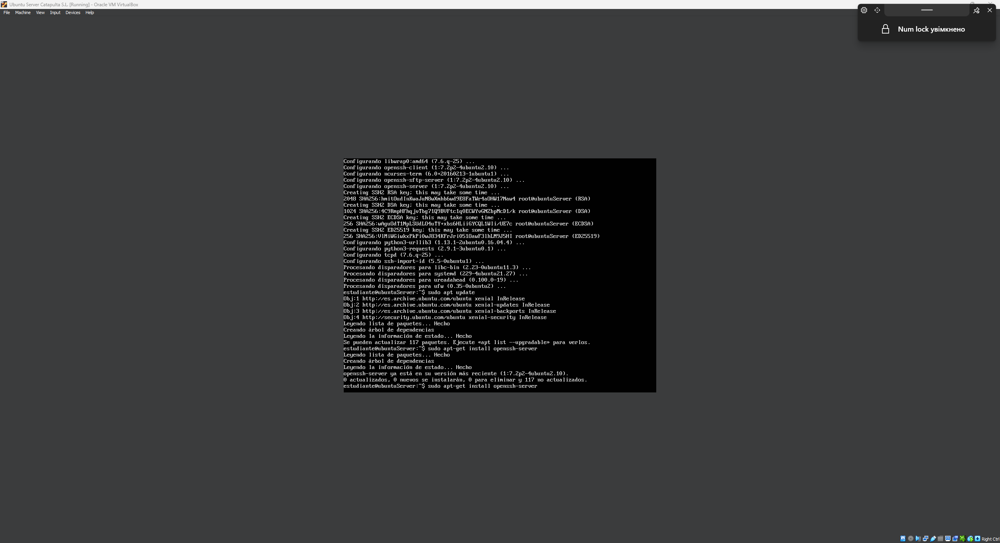 Ubuntu Server Catapulta S.L. [Running] - Oracle VM VirtualBox
File Machine View Input Devices Help
Num lock увімкнено
Configurando libwrap0:amd64 (7.6.q-25) ...
Configurando openssh-client (1:7.2p2-4ubuntu2.10) ...
Configurando ncurses-term (6.0+20160213-1ubuntu1) ...
Configurando openssh-sftp-server (1:7.2p2-4ubuntu2.10) ...
Configurando openssh-server (1:7.2p2-4ubuntu2.10) ...
Creating SSH2 RSA key; this may take some time ...
2048 SHA256:hmitOudInKwaJuN8wXmhb6wd9E8FaTWr4aOHW17Naw4 root@ubuntuServer (RSA)
Creating SSH2 DSA key; this may take some time ...
1024 SHA256:4C9RmpHFhqjvTbg71Q9BVFtc1q0ECWYvGNZbpMcD1/k root@ubuntuServer (DSA)
Creating SSH2 ECDSA key; this may take some time ...
256 SHA256:wAguOdT1NpLSUdLO4uTY+xbs6HLiiGYCQL1WIi/UE7c root@ubuntuServer (ECDSA)
Creating SSH2 ED25519 key; this may take some time ...
256 SHA256:VlMiWGiwkxPkPi0wJ834KFrJri051OawF3lhLM9J5HI root@ubuntuServer (ED25519)
Configurando python3-urllib3 (1.13.1-2ubuntu0.16.04.4) ...
Configurando python3-requests (2.9.1-3ubuntu0.1) ...
Configurando tcpd (7.6.q-25) ...
Configurando ssh-import-id (5.5-0ubuntu1) ...
Procesando disparadores para libc-bin (2.23-0ubuntu11.3) ...
Procesando disparadores para systemd (229-4ubuntu21.27) ...
Procesando disparadores para ureadahead (0.100.0-19) ...
Procesando disparadores para ufw (0.35-0ubuntu2) ...
estudiante@ubuntuServer:~$ sudo apt update
Obj:1 http://es.archive.ubuntu.com/ubuntu xenial InRelease
Obj:2 http://es.archive.ubuntu.com/ubuntu xenial-updates InRelease
Obj:3 http://es.archive.ubuntu.com/ubuntu xenial-backports InRelease
Obj:4 http://security.ubuntu.com/ubuntu xenial-security InRelease
Leyendo lista de paquetes... Hecho
Creando árbol de dependencias
Leyendo la información de estado... Hecho
Se pueden actualizar 117 paquetes. Ejecute «apt list --upgradable» para verlos.
estudiante@ubuntuServer:~$ sudo apt-get install openssh-server
Leyendo lista de paquetes... Hecho
Creando árbol de dependencias
Leyendo la información de estado... Hecho
openssh-server ya está en su versión más reciente (1:7.2p2-4ubuntu2.10).
0 actualizados, 0 nuevos se instalarán, 0 para eliminar y 117 no actualizados.
estudiante@ubuntuServer:~$ sudo apt-get install openssh-server
Right Ctrl